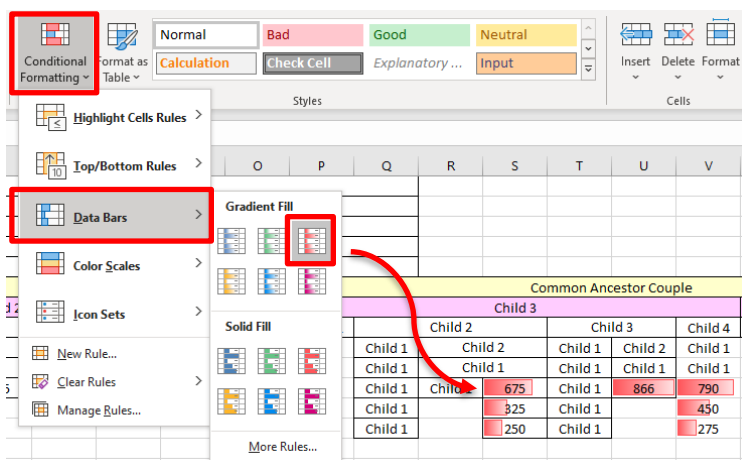 Normal Bad Good Neutral
Conditional Formatting Format as Table Calculation Check Cell Explanatory ... Input Insert Delete Format
Styles Cells
Highlight Cells Rules
Top/Bottom Rules
O P Q R S T U V
Data Bars
Gradient Fill
Color Scales
Common Ancestor Couple
Child 3
Icon Sets
Solid Fill
Child 2 Child 3 Child 4
Child 1 Child 2 Child 1 Child 2 Child 1
New Rule...
Child 1 Child 1 Child 1 Child 1 Child 1
Clear Rules
Child 1 Child 1 675 Child 1 866 790
Manage Rules...
Child 1 325 Child 1 450
Child 1 250 Child 1 275
More Rules...